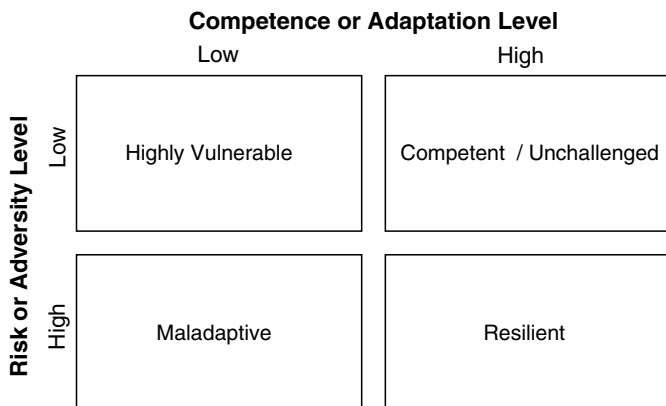 Competence or Adaptation Level
Low High
Risk or Adversity Level
Low
Highly Vulnerable
Competent / Unchallenged
High
Maladaptive
Resilient